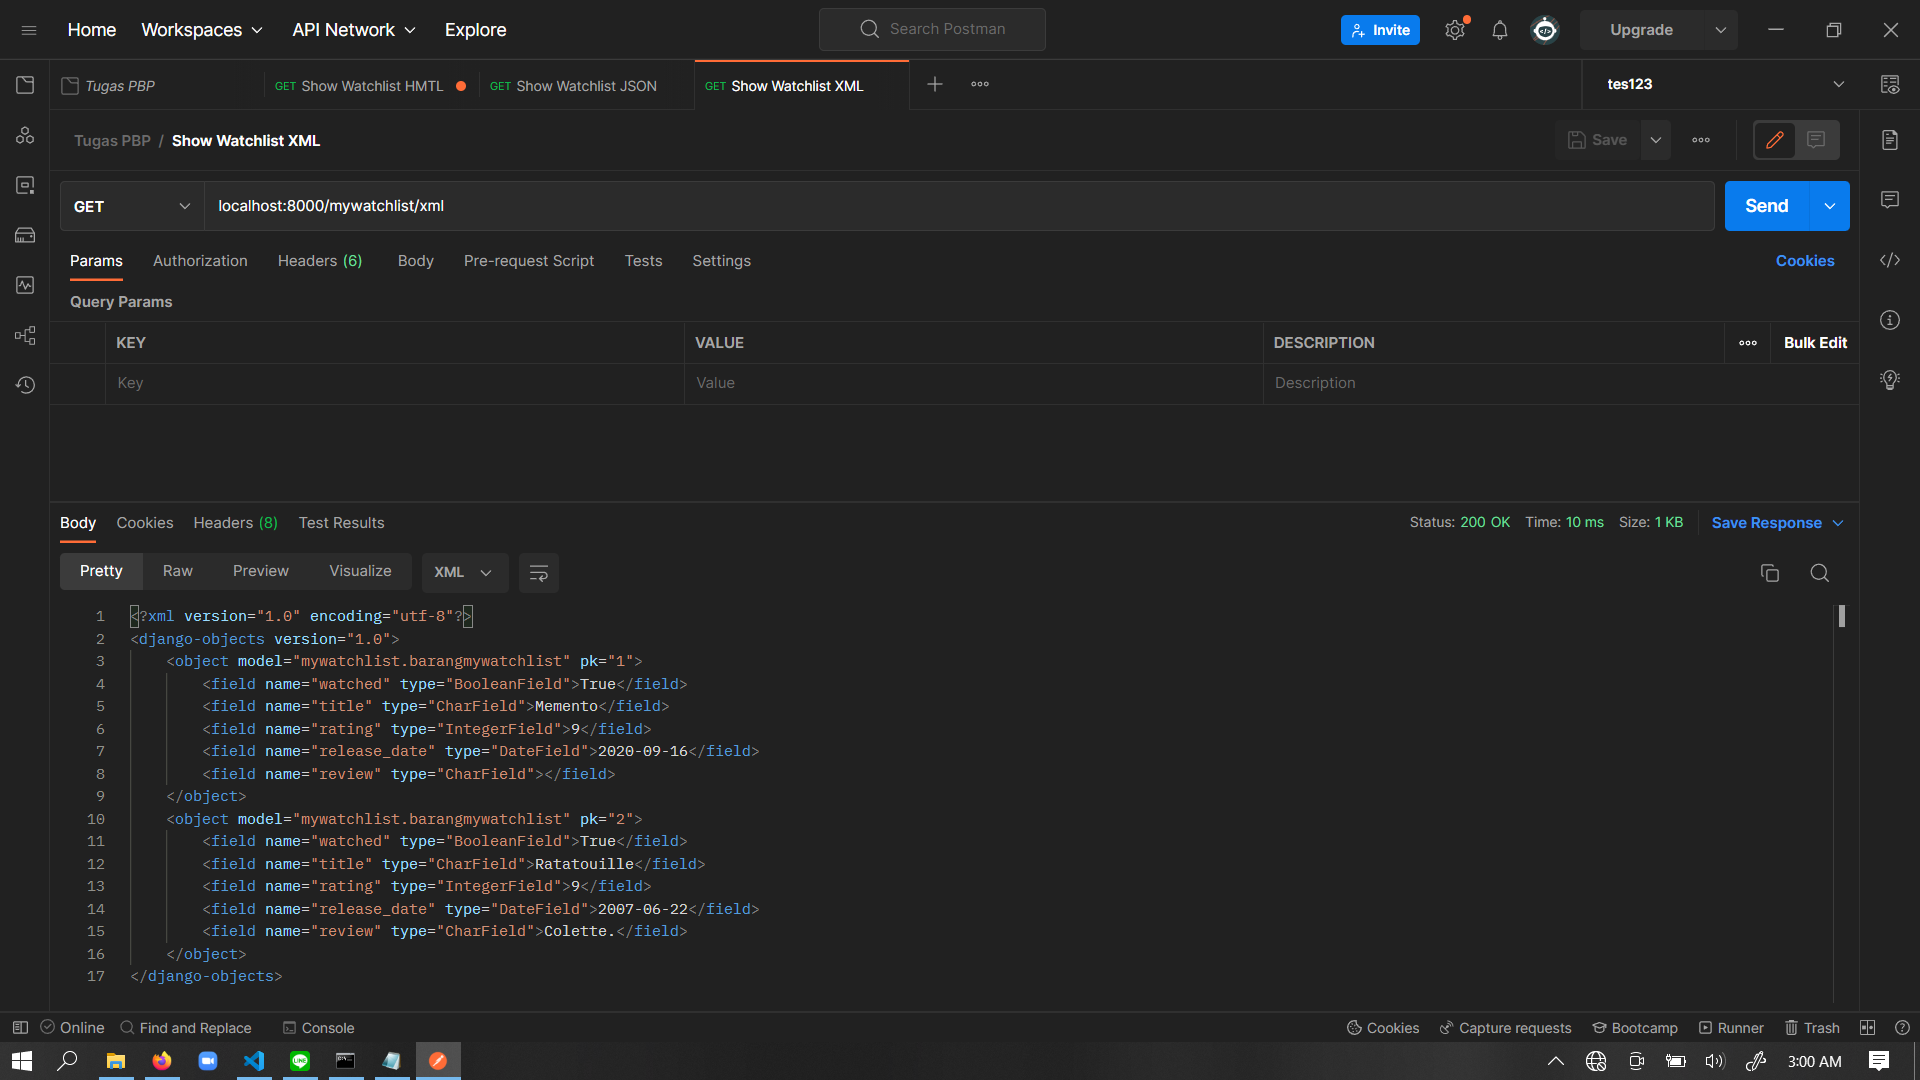 Home Workspaces API Network Explore Search Postman Invite Upgrade
Tugas PBP GET Show Watchlist HMTL GET Show Watchlist JSON GET Show Watchlist XML tes123
Tugas PBP / Show Watchlist XML Save
GET localhost:8000/mywatchlist/xml Send
Params Authorization Headers (6) Body Pre-request Script Tests Settings Cookies
Query Params
KEY VALUE DESCRIPTION Bulk Edit
Key Value Description
Body Cookies Headers (8) Test Results Status: 200 OK Time: 10 ms Size: 1 KB Save Response
Pretty Raw Preview Visualize XML
1 <?xml version="1.0" encoding="utf-8"?>
2 <django-objects version="1.0">
3 <object model="mywatchlist.barangmywatchlist" pk="1">
4 <field name="watched" type="BooleanField">True</field>
5 <field name="title" type="CharField">Memento</field>
6 <field name="rating" type="IntegerField">9</field>
7 <field name="release_date" type="DateField">2020-09-16</field>
8 <field name="review" type="CharField"></field>
9 </object>
10 <object model="mywatchlist.barangmywatchlist" pk="2">
11 <field name="watched" type="BooleanField">True</field>
12 <field name="title" type="CharField">Ratatouille</field>
13 <field name="rating" type="IntegerField">9</field>
14 <field name="release_date" type="DateField">2007-06-22</field>
15 <field name="review" type="CharField">Colette.</field>
16 </object>
17 </django-objects>
Online Find and Replace Console Cookies Capture requests Bootcamp Runner Trash
3:00 AM